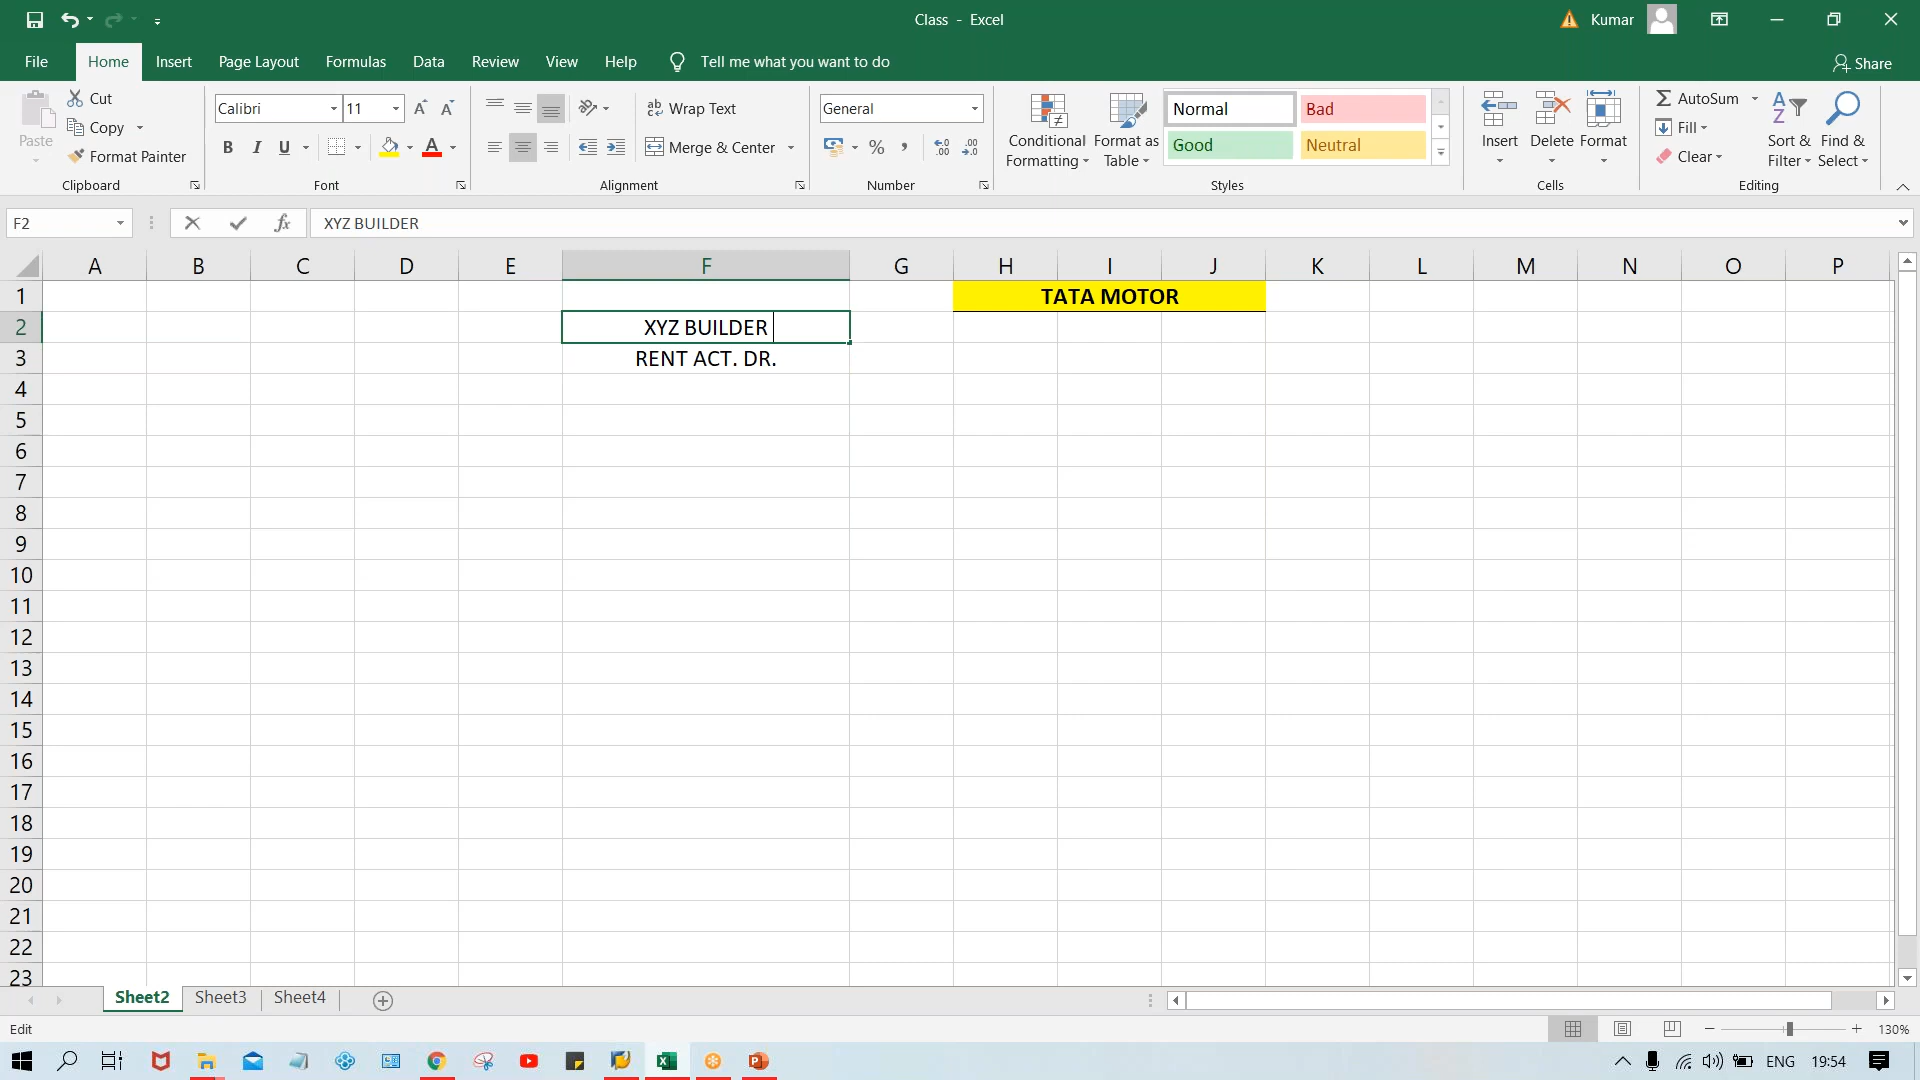 Class - Excel
Kumar
File Home Insert Page Layout Formulas Data Review View Help Tell me what you want to do Share
Paste Cut Copy Format Painter Clipboard
Calibri 11 B I U A Font
Wrap Text Merge & Center Alignment
General % , Number
Conditional Formatting Format as Table
Normal Bad
Good Neutral
Styles
Insert Delete Format Cells
AutoSum Fill Clear Sort & Filter Find & Select Editing
F2 fx XYZ BUILDER
A B C D E F G H I J K L M N O P
1 TATA MOTOR
2 XYZ BUILDER
3 RENT ACT. DR.
4
5
6
7
8
9
10
11
12
13
14
15
16
17
18
19
20
21
22
23
Sheet2 Sheet3 Sheet4
Edit 130%
ENG 19:54